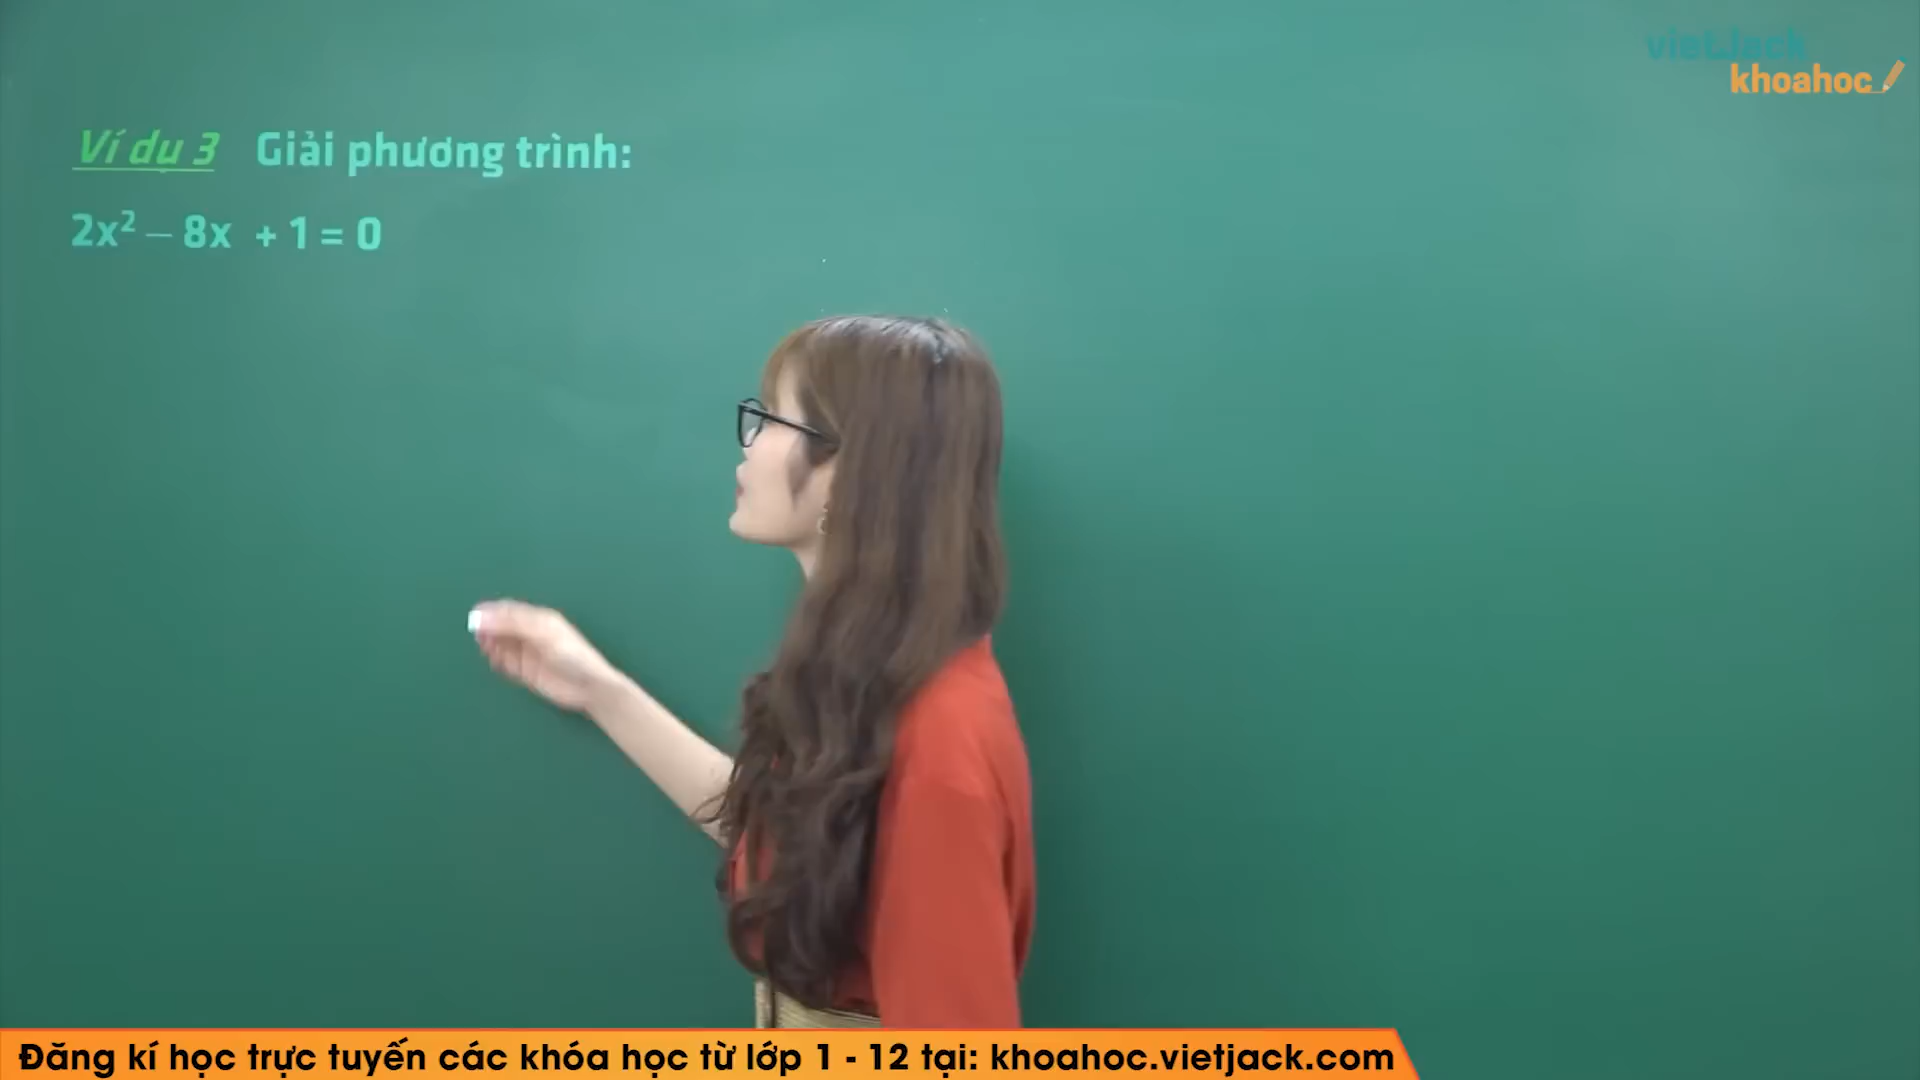 vietJack
khoahoc
Ví dụ 3 Giải phương trình:
2x² – 8x + 1 = 0
Đăng kí học trực tuyến các khóa học từ lớp 1 - 12 tại: khoahoc.vietjack.com